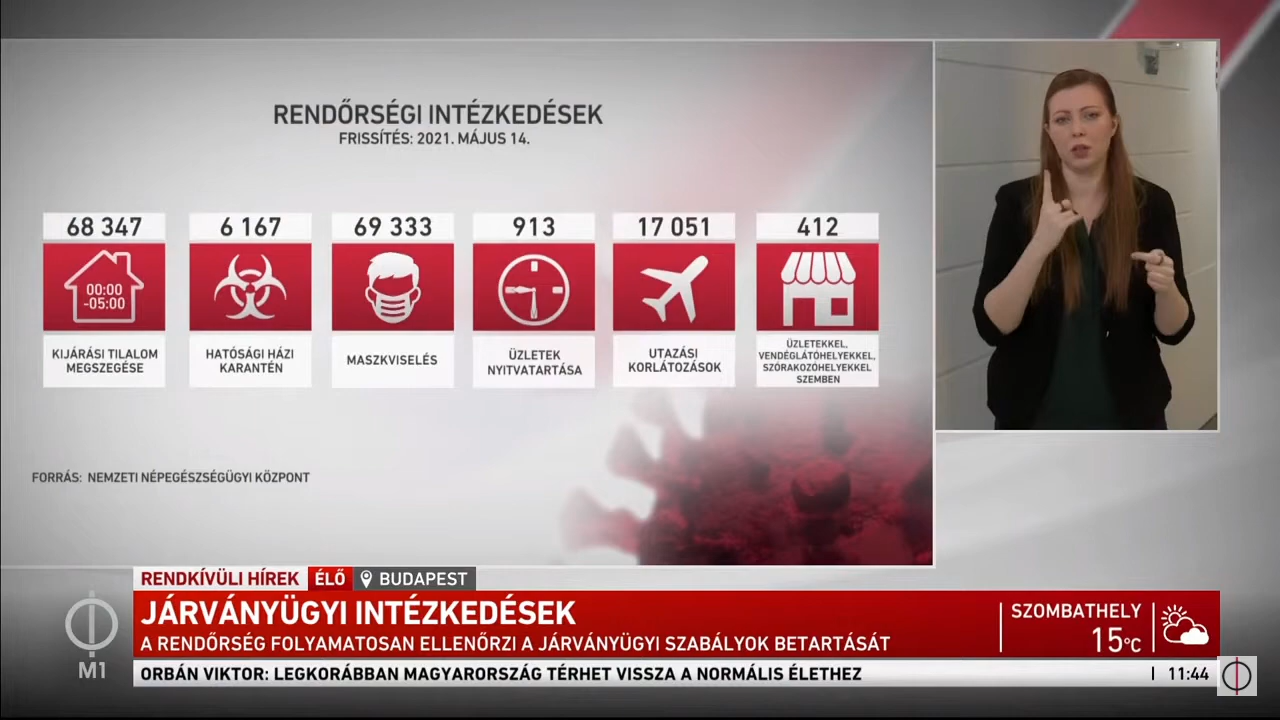 RENDŐRSÉGI INTÉZKEDÉSEK
FRISSÍTÉS: 2021. MÁJUS 14.
68 347
6 167
69 333
913
17 051
412
00:00
-05:00
KIJÁRÁSI TILALOM
MEGSZEGÉSE
HATÓSÁGI HÁZI
KARANTÉN
MASZKVISELÉS
ÜZLETEK
NYITVATARTÁSA
UTAZÁSI
KORLÁTOZÁSOK
ÜZLETEKKEL,
VENDÉGLÁTÓHELYEKKEL,
SZÓRAKOZÓHELYEKKEL
SZEMBEN
FORRÁS: NEMZETI NÉPEGÉSZSÉGÜGYI KÖZPONT
RENDKÍVÜLI HÍREK ÉLŐ BUDAPEST
JÁRVÁNYÜGYI INTÉZKEDÉSEK
A RENDŐRSÉG FOLYAMATOSAN ELLENŐRZI A JÁRVÁNYÜGYI SZABÁLYOK BETARTÁSÁT
SZOMBATHELY
15°C
M1
ORBÁN VIKTOR: LEGKORÁBBAN MAGYARORSZÁG TÉRHET VISSZA A NORMÁLIS ÉLETHEZ
11:44